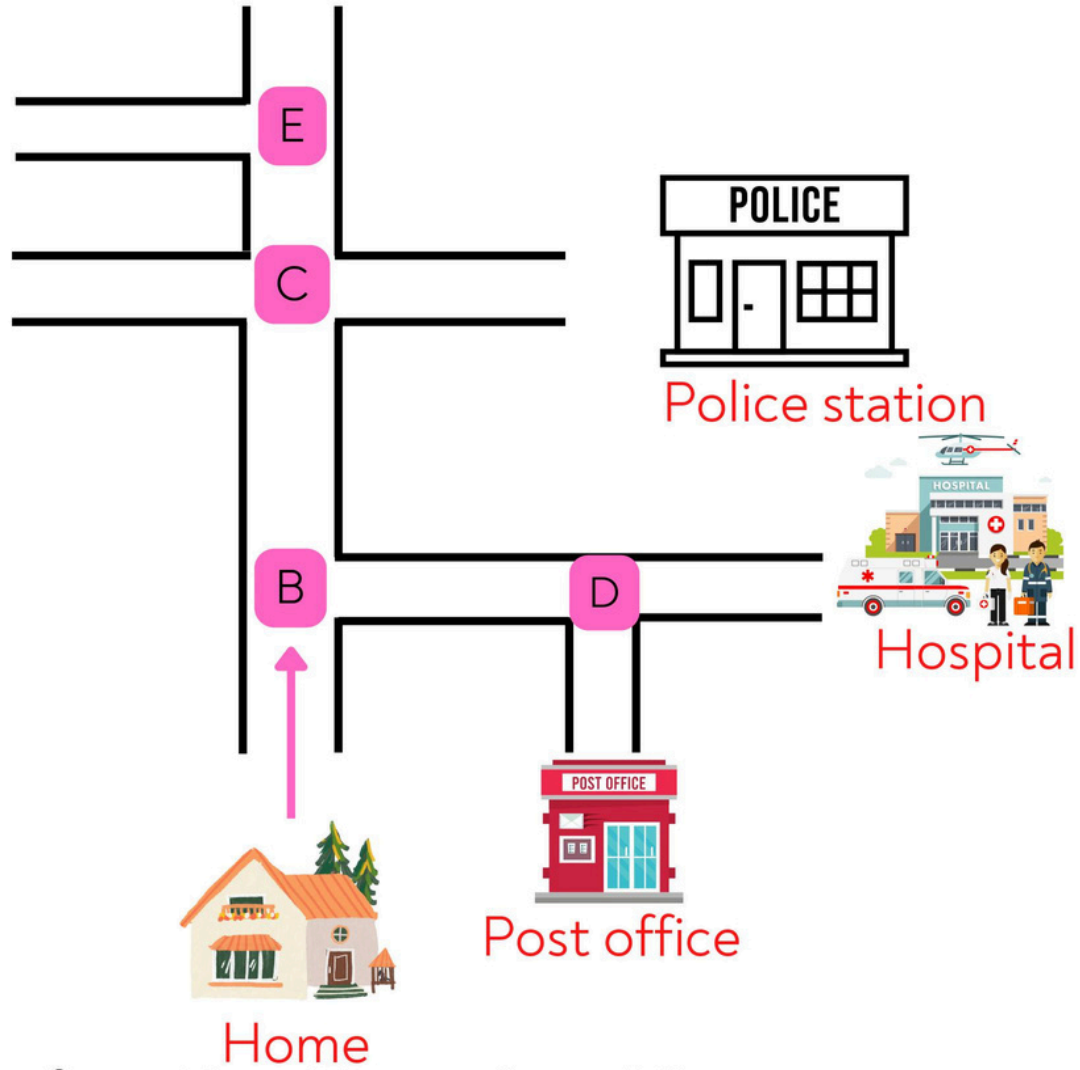 E
POLICE
C
Police station
HOSPITAL
B
D
Hospital
POST OFFICE
Post office
Home